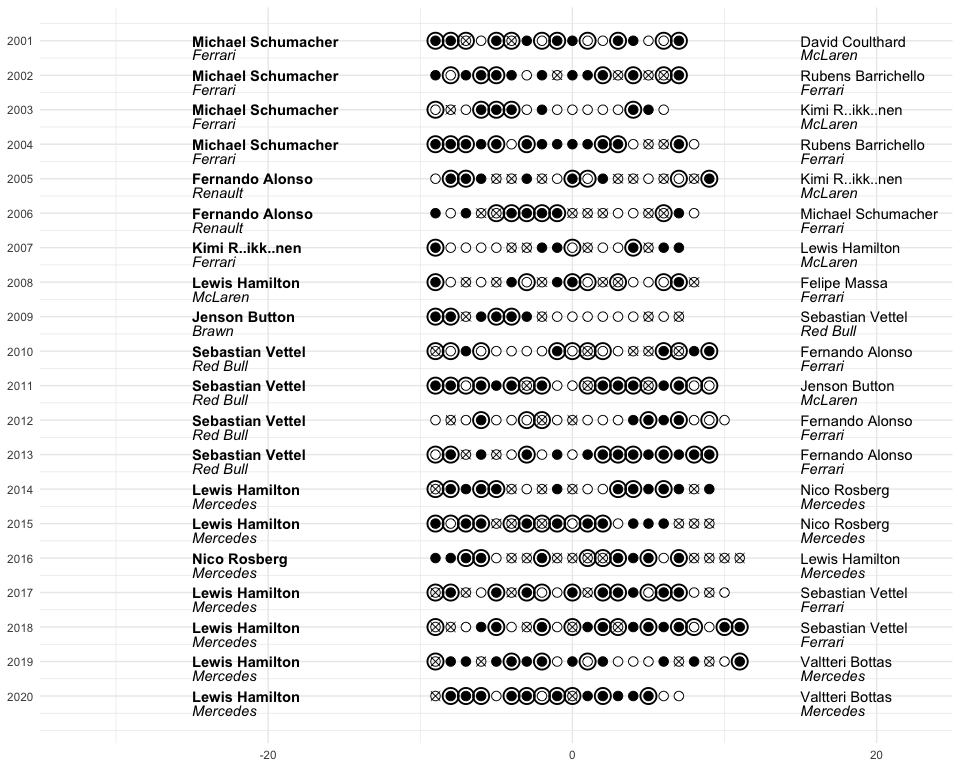 2001 Michael Schumacher David Coulthard
Ferrari McLaren
2002 Michael Schumacher Rubens Barrichello
Ferrari Ferrari
2003 Michael Schumacher Kimi R..ikk..nen
Ferrari McLaren
2004 Michael Schumacher Rubens Barrichello
Ferrari Ferrari
2005 Fernando Alonso Kimi R..ikk..nen
Renault McLaren
2006 Fernando Alonso Michael Schumacher
Renault Ferrari
2007 Kimi R..ikk..nen Lewis Hamilton
Ferrari McLaren
2008 Lewis Hamilton Felipe Massa
McLaren Ferrari
2009 Jenson Button Sebastian Vettel
Brawn Red Bull
2010 Sebastian Vettel Fernando Alonso
Red Bull Ferrari
2011 Sebastian Vettel Jenson Button
Red Bull McLaren
2012 Sebastian Vettel Fernando Alonso
Red Bull Ferrari
2013 Sebastian Vettel Fernando Alonso
Red Bull Ferrari
2014 Lewis Hamilton Nico Rosberg
Mercedes Mercedes
2015 Lewis Hamilton Nico Rosberg
Mercedes Mercedes
2016 Nico Rosberg Lewis Hamilton
Mercedes Mercedes
2017 Lewis Hamilton Sebastian Vettel
Mercedes Ferrari
2018 Lewis Hamilton Sebastian Vettel
Mercedes Ferrari
2019 Lewis Hamilton Valtteri Bottas
Mercedes Mercedes
2020 Lewis Hamilton Valtteri Bottas
Mercedes Mercedes
-20 0 20